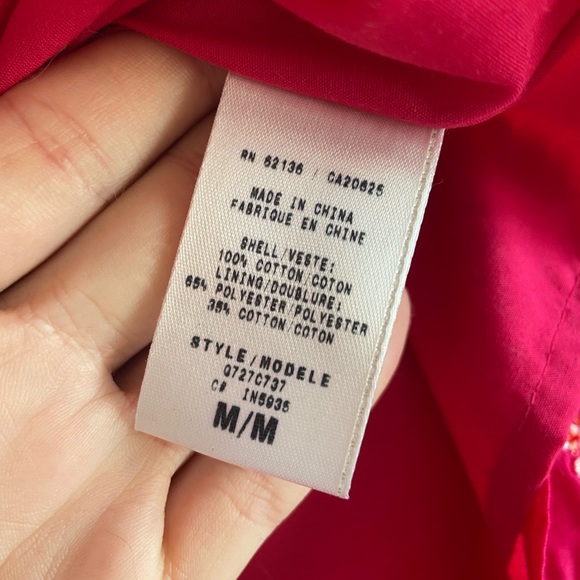 RN 62136 / CA20625
MADE IN CHINA
FABRIQUE EN CHINE
SHELL/VESTE:
100% COTTON/COTON
LINING/DOUBLURE:
65% POLYESTER/POLYESTER
35% COTTON/COTON
STYLE/MODELE
Q727C737
C# IN5935
M/M